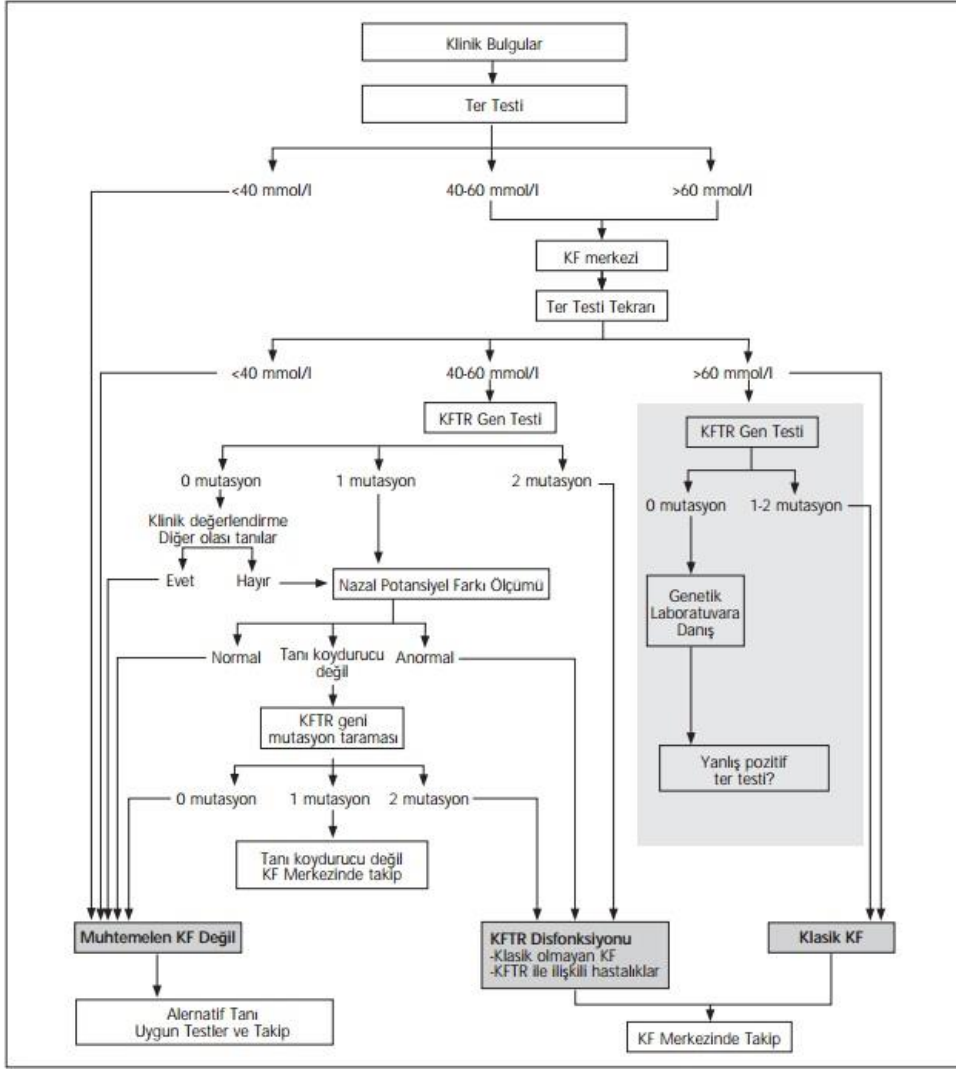 Klinik Bulgular
Ter Testi
<40 mmol/l
40-60 mmol/l
>60 mmol/l
KF merkezi
Ter Testi Tekrarı
<40 mmol/l
40-60 mmol/l
>60 mmol/l
KFTR Gen Testi
KFTR Gen Testi
0 mutasyon
1 mutasyon
2 mutasyon
0 mutasyon
1-2 mutasyon
Klinik değerlendirme
Diğer olası tanılar
Evet
Hayır
Nazal Potansiyel Farkı Ölçümü
Genetik
Laboratuvara
Danış
Normal
Tanı koydurucu
değil
Anormal
KFTR geni
mutasyon taraması
Yanlış pozitif
ter testi?
0 mutasyon
1 mutasyon
2 mutasyon
Tanı koydurucu değil
KF Merkezinde takip
Muhtemelen KF Değil
KFTR Disfonksiyonu
-Klasik olmayan KF
-KFTR ile ilişkili hastalıklar
Klasik KF
Alernatif Tanı
Uygun Testler ve Takip
KF Merkezinde Takip